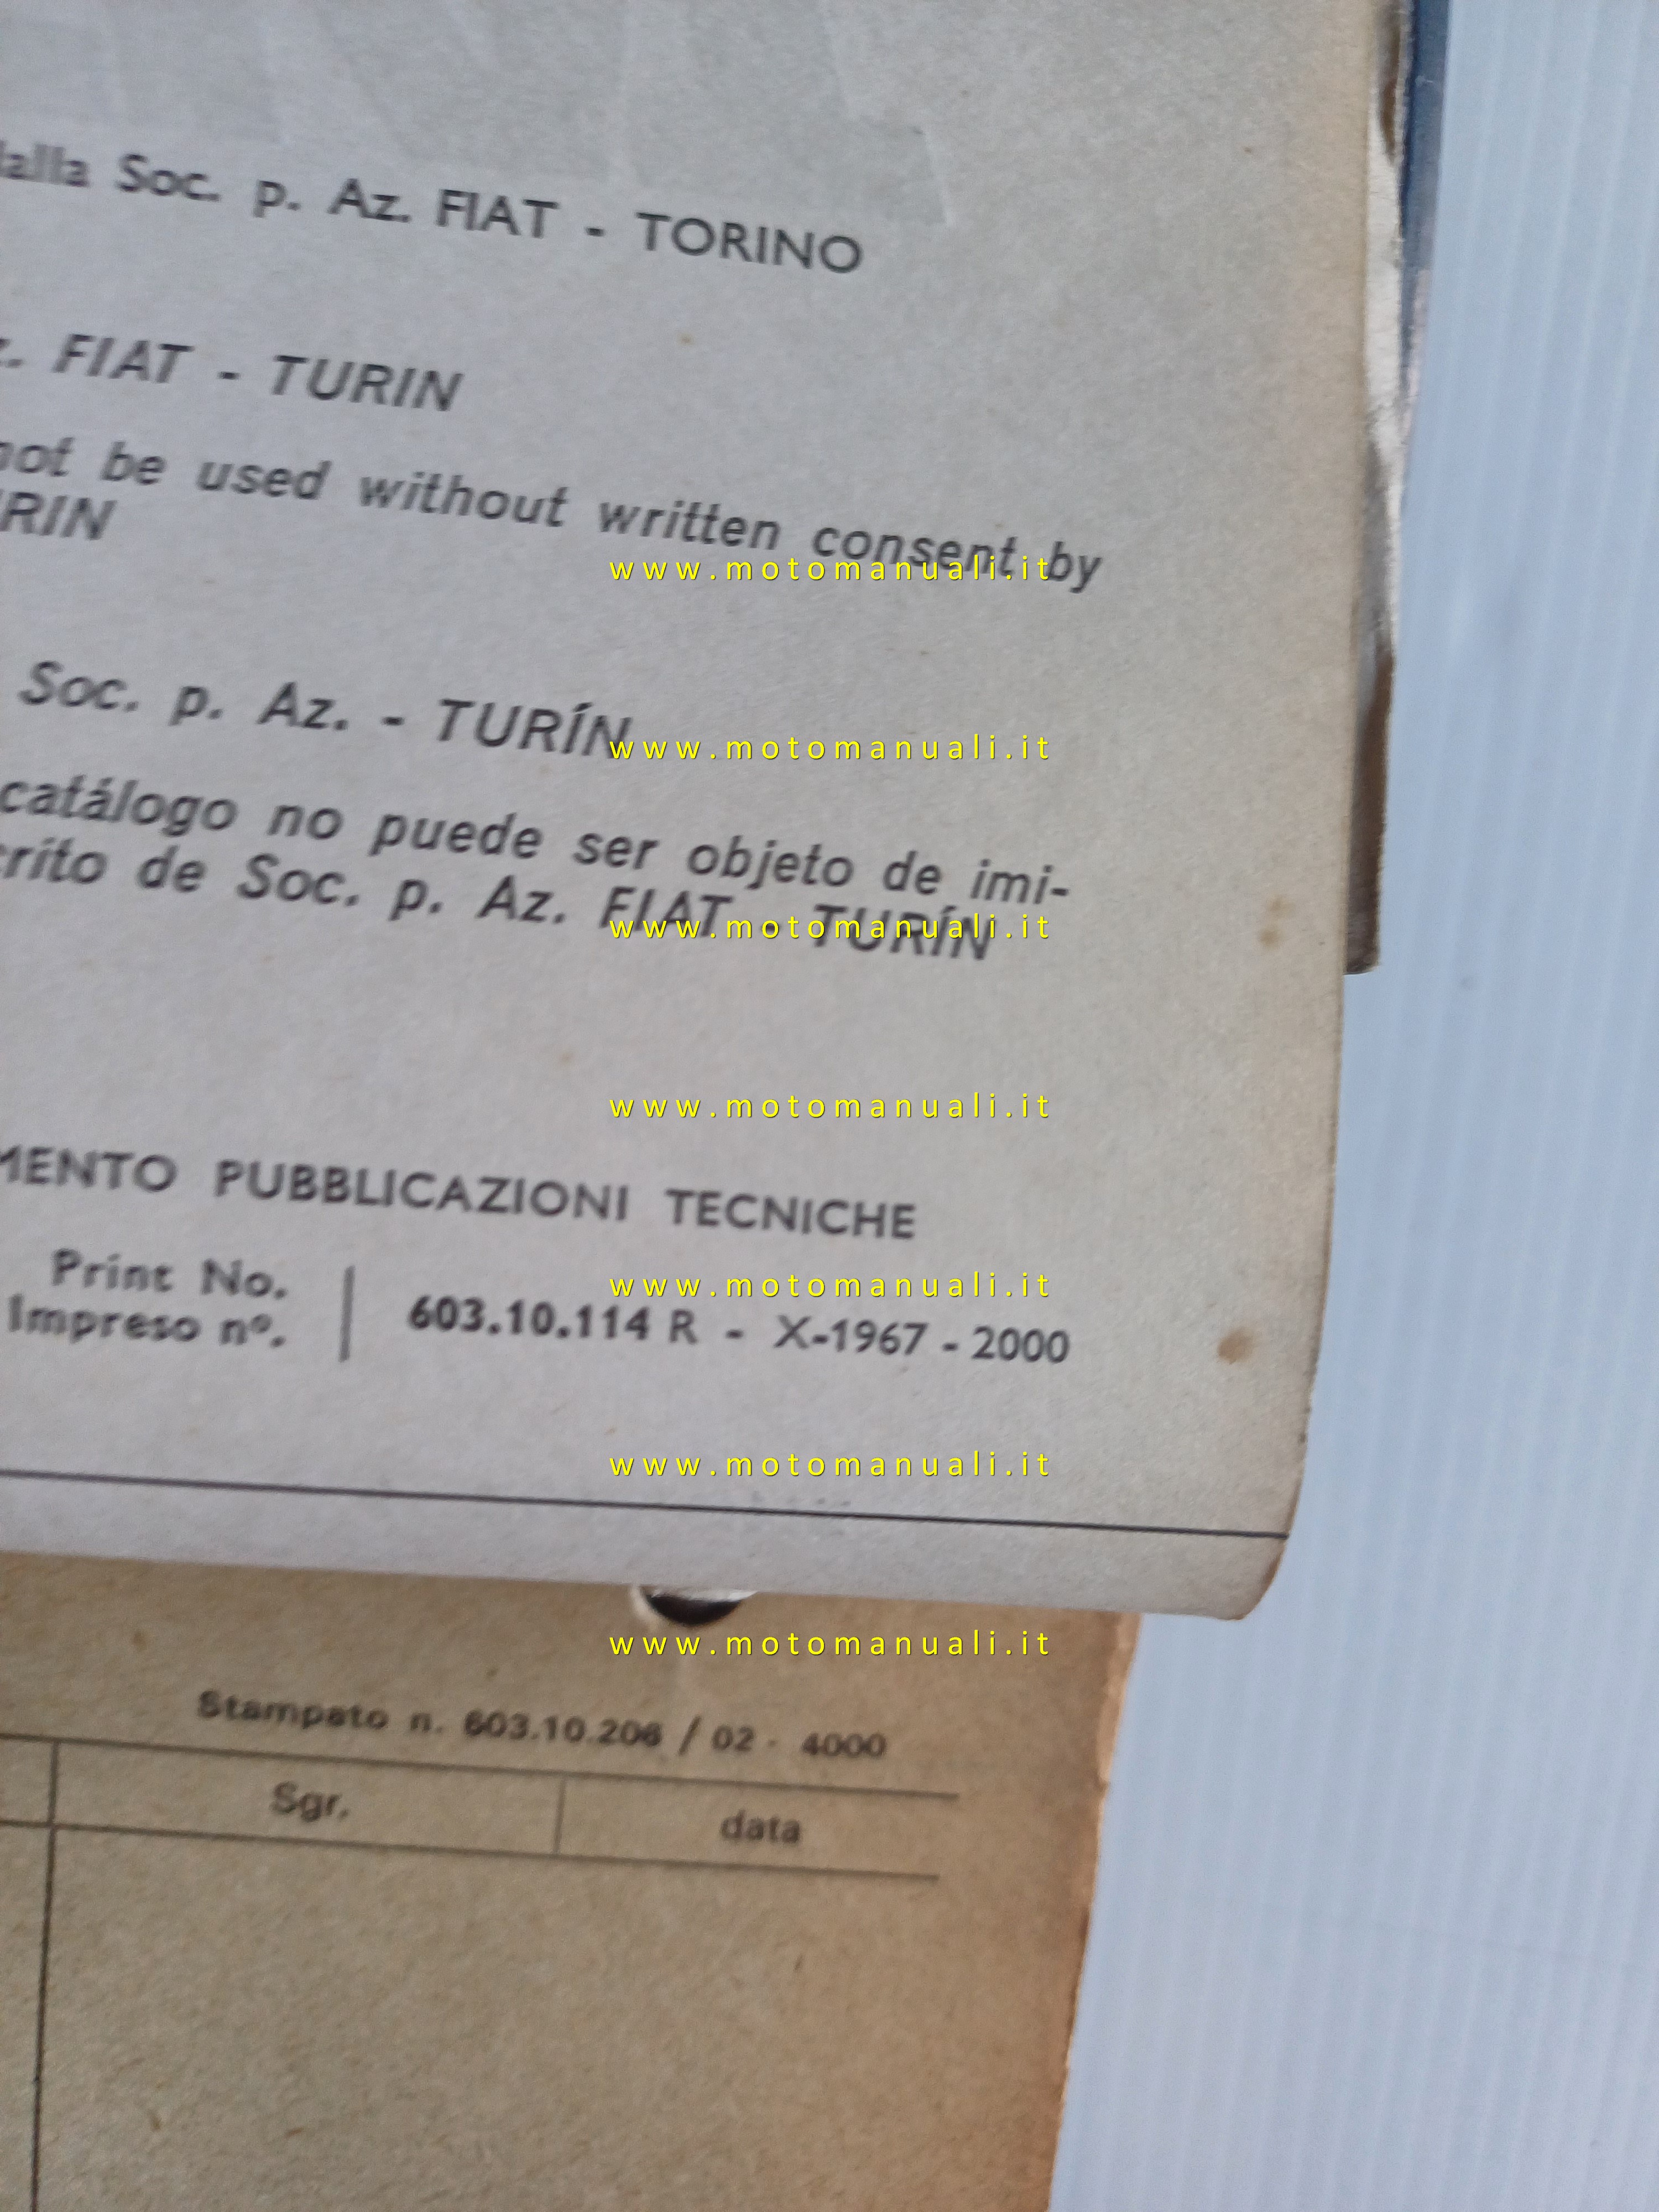 dalla Soc. p. Az. FIAT - TORINO
z. FIAT - TURIN
not be used without written consent by
URIN
www.motomanuali.it
Soc. p. Az. - TURÍN
www.motomanuali.it
catálogo no puede ser objeto de imi-
crito de Soc. p. Az. FIAT - TURÍN
www.motomanuali.it
www.motomanuali.it
MENTO PUBBLICAZIONI TECNICHE
Print No.
Impreso nº.
603.10.114 R - X-1967 - 2000
www.motomanuali.it
www.motomanuali.it
www.motomanuali.it
Stampato n. 603.10.206 / 02 - 4000
Sgr. data